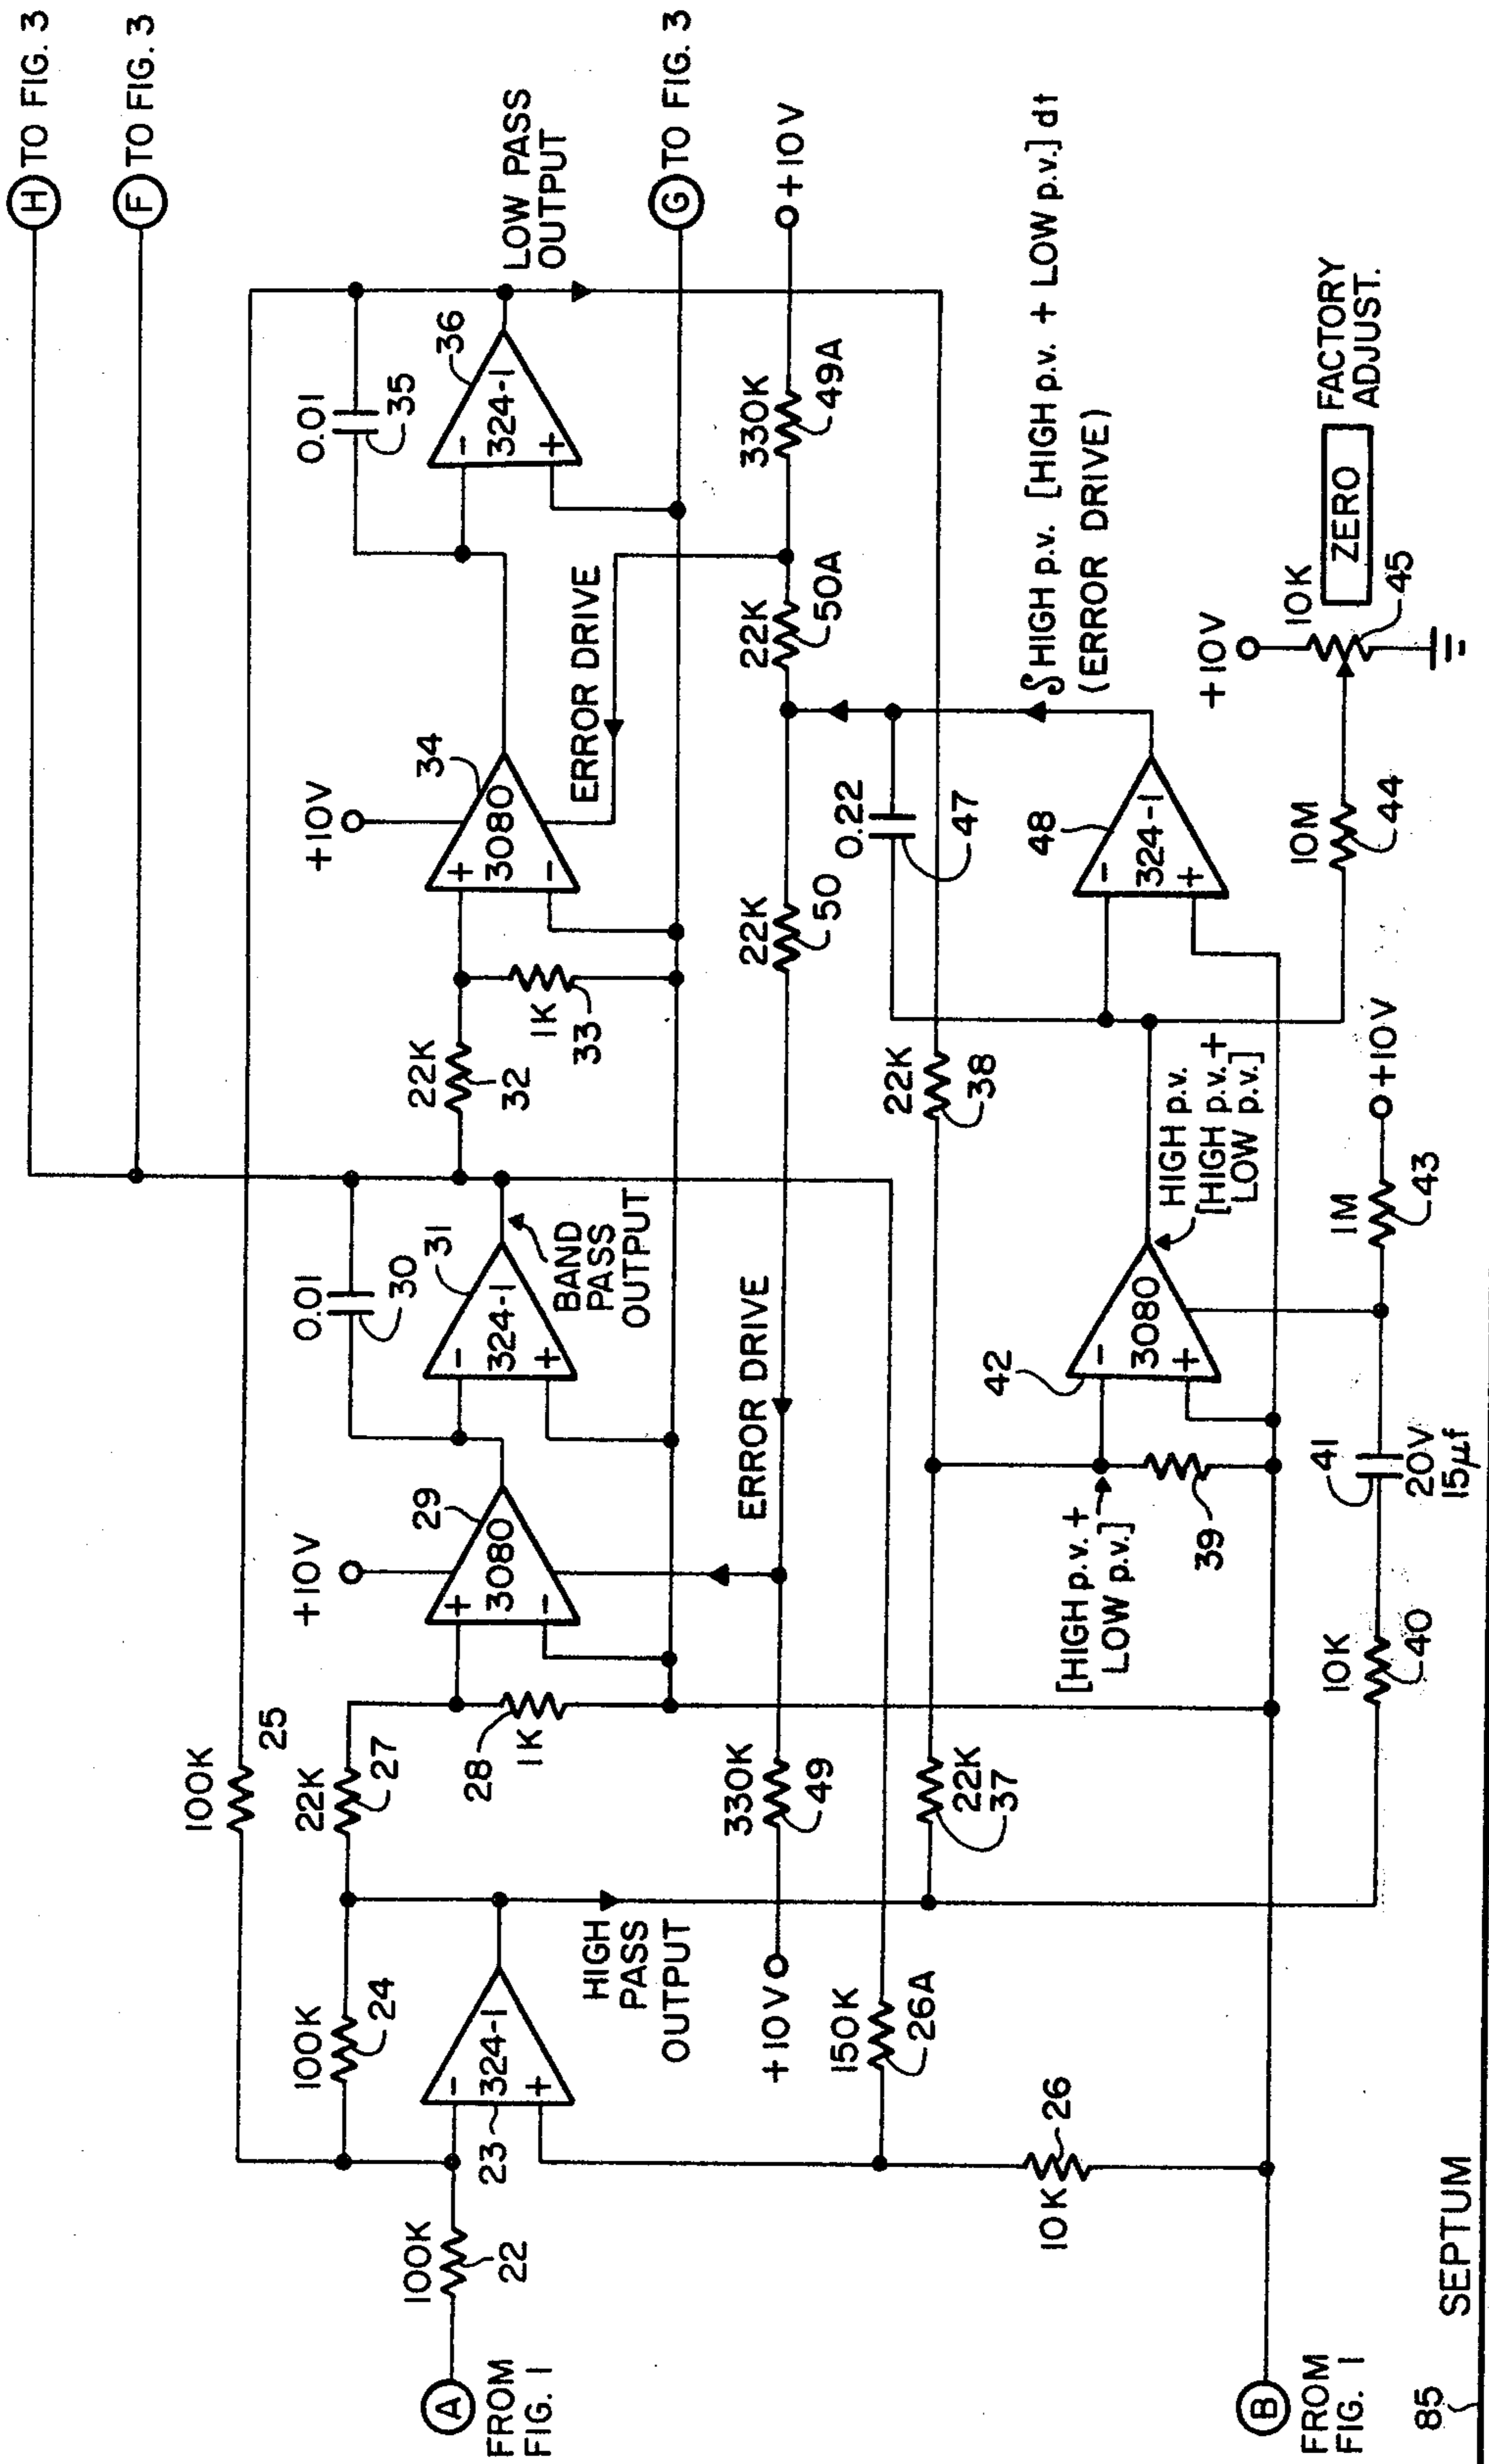 H TO FIG. 3
F TO FIG. 3
100K
25
0.01
35
LOW PASS
OUTPUT
36
-
324-1
+
+10V
34
+
3080
-
ERROR DRIVE
G TO FIG. 3
22K
32
1K
33
0.01
30
31
-
324-1
+
BAND
PASS
OUTPUT
+10V
29
+
3080
-
22K
27
28
1K
100K
24
-
324-1
+
23
HIGH
PASS
OUTPUT
100K
22
A
FROM
FIG. 1
+10V
330K
49
ERROR DRIVE
22K
50
22K
50A
330K
49A
+10V
150K
26A
22K
37
22K
38
10K
26
[HIGH p.v. +
LOW p.v.]
39
42
-
3080
+
HIGH p.v.
[HIGH p.v. +
LOW p.v.]
0.22
47
48
-
324-1
+
∫HIGH p.v. [HIGH p.v. + LOW p.v.] dt
(ERROR DRIVE)
10K
40
41
20V
15µf
1M
43
+10V
10M
44
+10V
10K
45
ZERO
FACTORY
ADJUST.
B
FROM
FIG. 1
85
SEPTUM